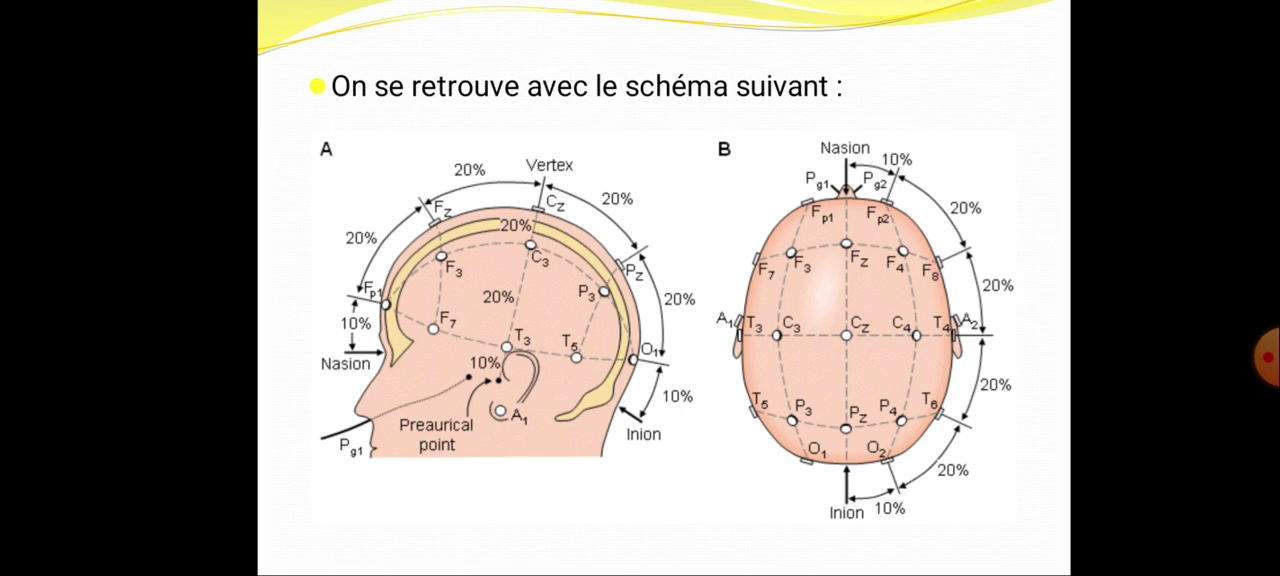 On se retrouve avec le schéma suivant :
A
20%
Vertex
Fz
Cz
20%
20%
20%
Fp1
F3
C3
Pz
P3
20%
20%
10%
F7
T3
T5
O1
Nasion
10%
10%
A1
Preaurical
point
Inion
Pg1
B
Nasion
10%
Pg1
Pg2
Fp1
Fp2
20%
F7
F3
Fz
F4
F8
20%
A1
T3
C3
Cz
C4
T4
A2
20%
T5
P3
Pz
P4
T6
O1
O2
20%
Inion
10%